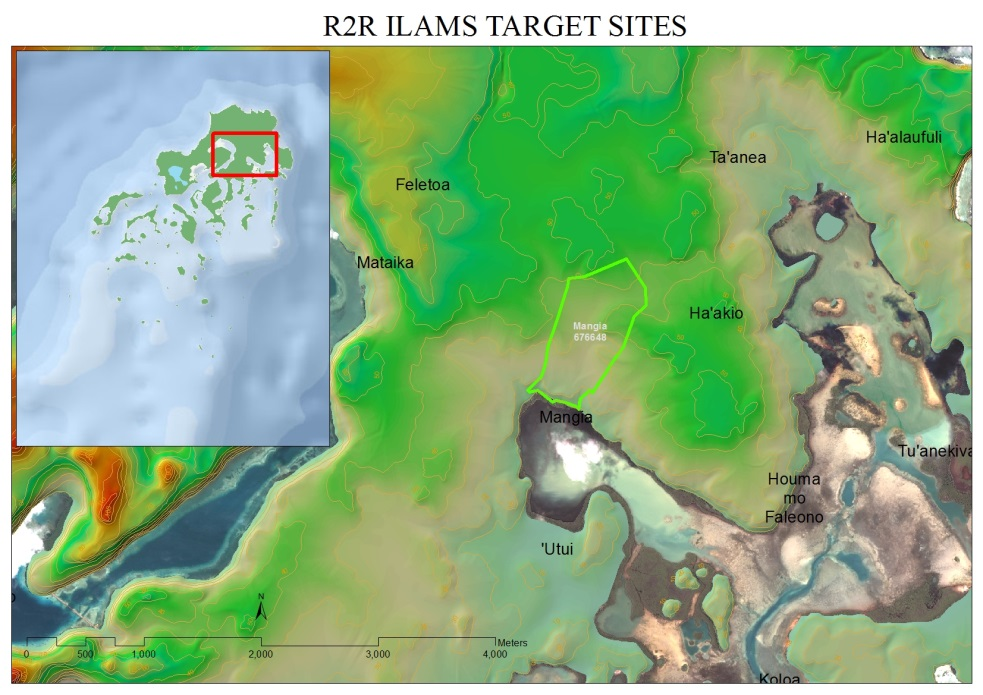 R2R ILAMS TARGET SITES
Ha'alaufuli
Ta'anea
Feletoa
Mataika
Ha'akio
Mangia
676648
Mangia
Tu'anekiva
Houma
mo
Faleono
'Utui
N
Meters
0 500 1,000 2,000 3,000 4,000
Koloa